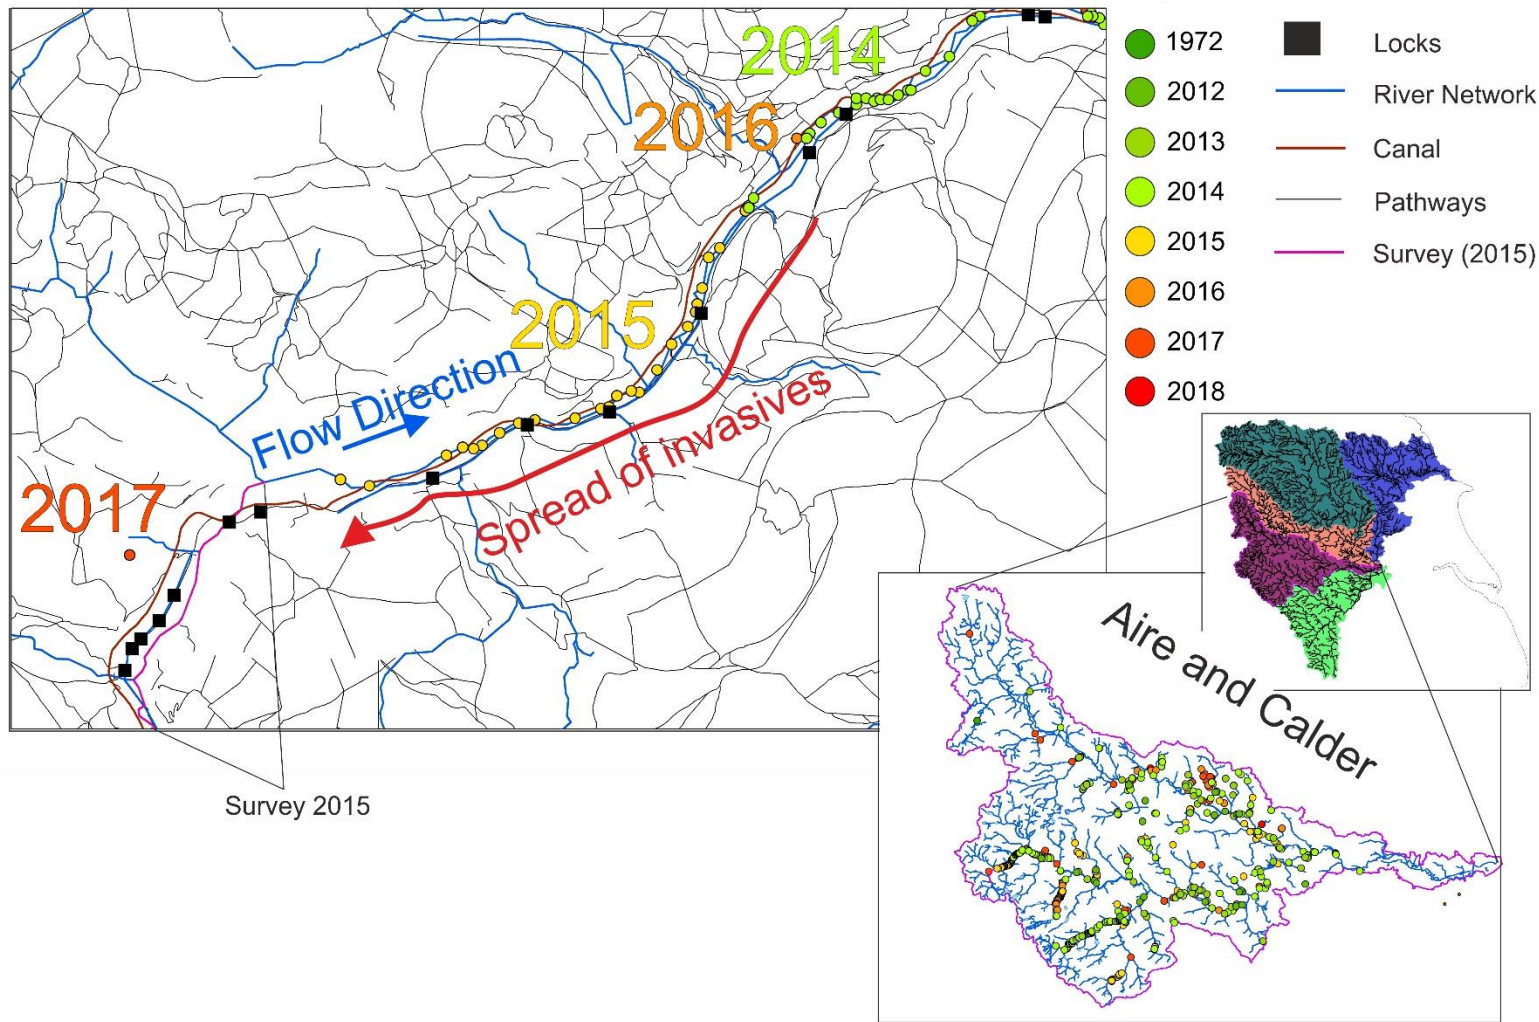 2014
2016
2015
Flow Direction
Spread of invasives
2017
Survey 2015
1972
2012
2013
2014
2015
2016
2017
2018
Locks
River Network
Canal
Pathways
Survey (2015)
Aire and Calder